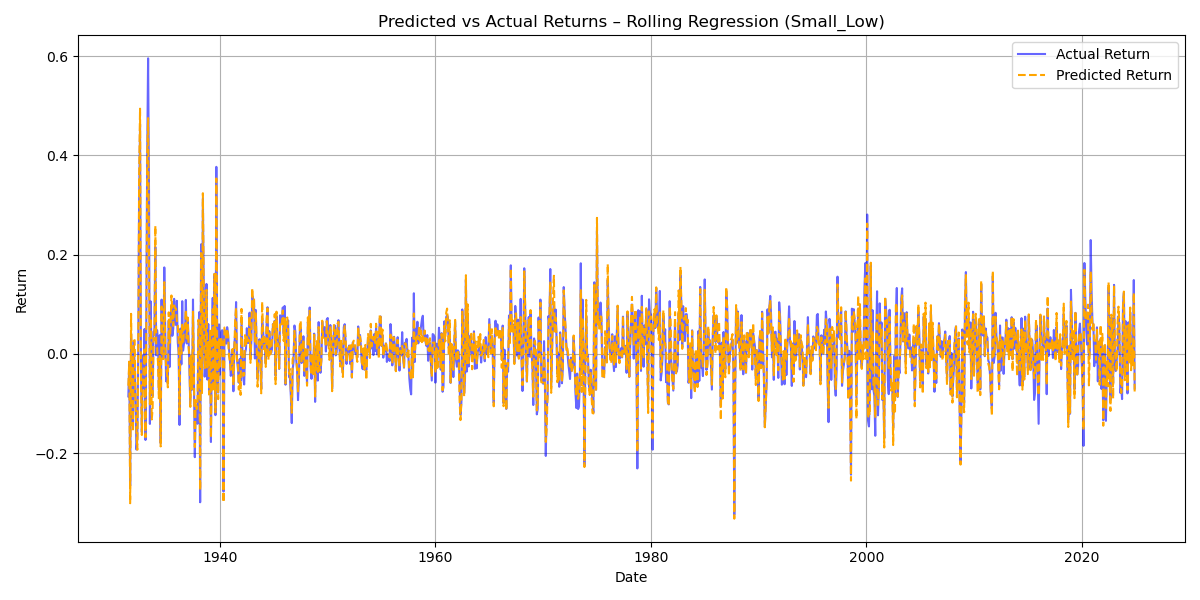 Predicted vs Actual Returns – Rolling Regression (Small_Low)
Actual Return
Predicted Return
Return
0.6
0.4
0.2
0.0
−0.2
1940
1960
1980
2000
2020
Date